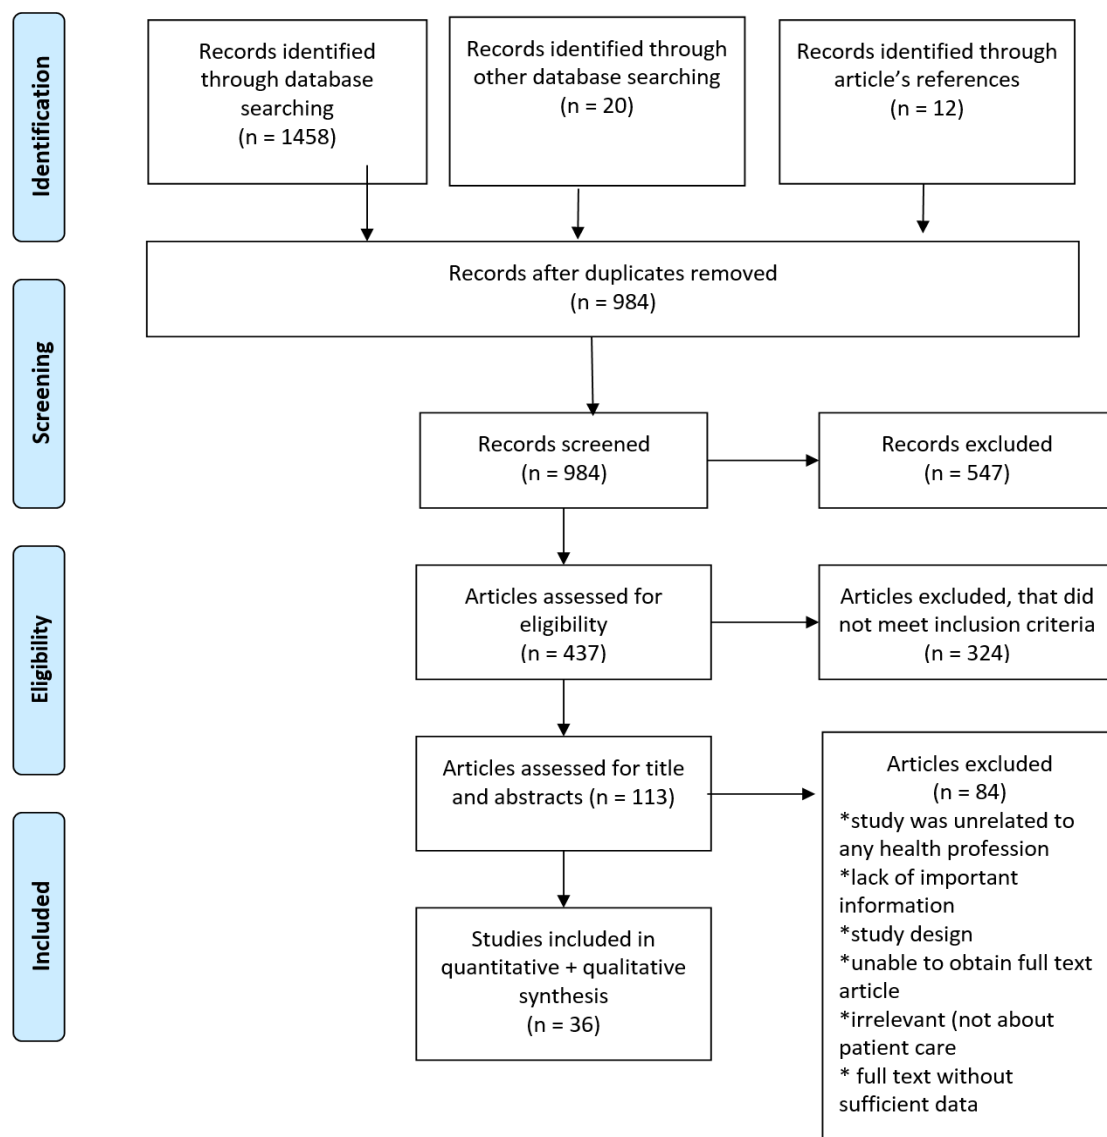 Identification
Records identified
through database
searching
(n = 1458)
Records identified through
other database searching
(n = 20)
Records identified through
article's references
(n = 12)
Records after duplicates removed
(n = 984)
Screening
Records screened
(n = 984)
Records excluded
(n = 547)
Eligibility
Articles assessed for
eligibility
(n = 437)
Articles excluded, that did
not meet inclusion criteria
(n = 324)
Articles assessed for title
and abstracts (n = 113)
Articles excluded
(n = 84)
*study was unrelated to
any health profession
*lack of important
information
*study design
*unable to obtain full text
article
*irrelevant (not about
patient care
* full text without
sufficient data
Included
Studies included in
quantitative + qualitative
synthesis
(n = 36)